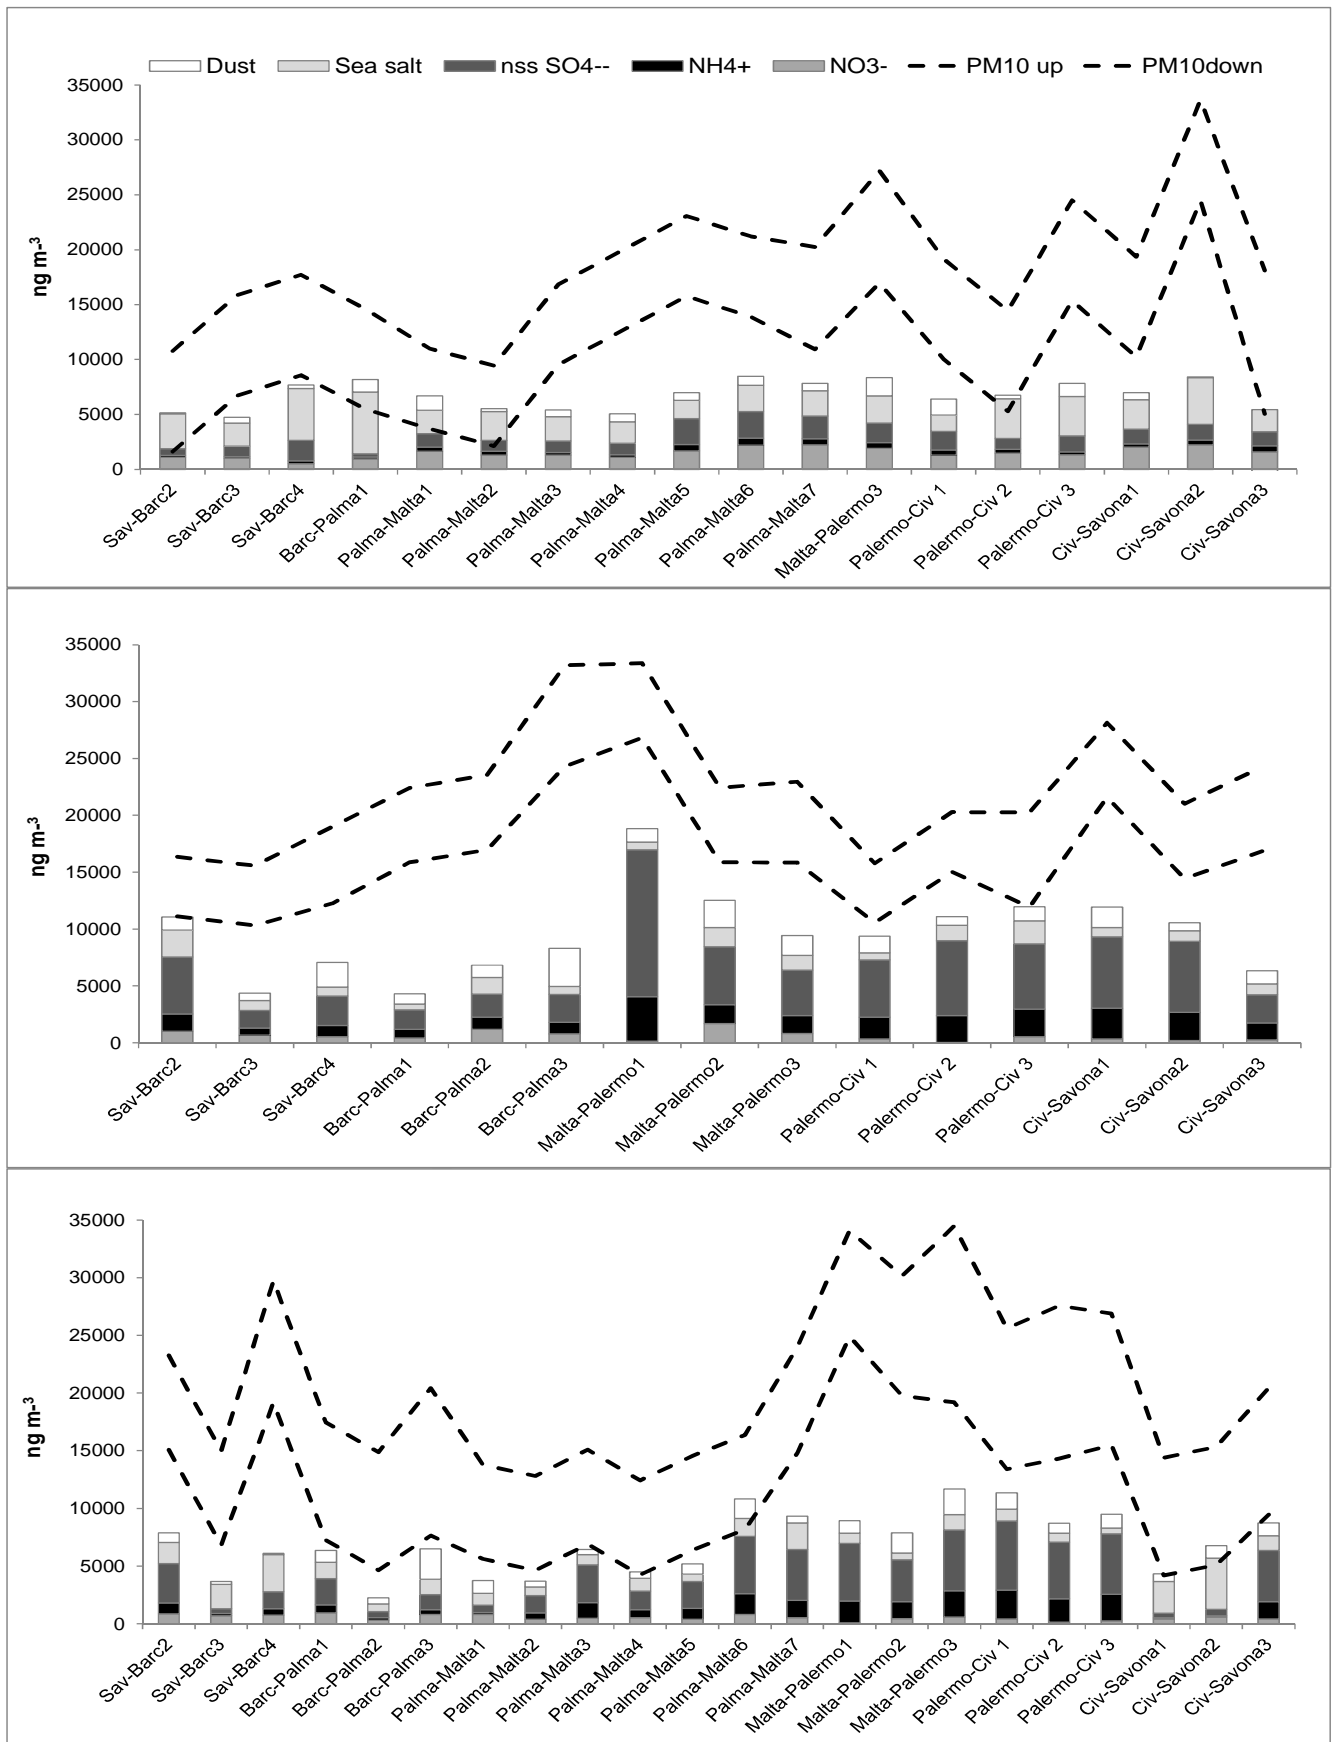 Dust Sea salt nss SO4-- NH4+ NO3- PM10 up PM10down
35000
30000
25000
20000
15000
10000
5000
0
ng m-3
Sav-Barc2
Sav-Barc3
Sav-Barc4
Barc-Palma1
Palma-Malta1
Palma-Malta2
Palma-Malta3
Palma-Malta4
Palma-Malta5
Palma-Malta6
Palma-Malta7
Malta-Palermo3
Palermo-Civ 1
Palermo-Civ 2
Palermo-Civ 3
Civ-Savona1
Civ-Savona2
Civ-Savona3
35000
30000
25000
20000
15000
10000
5000
0
ng m-3
Sav-Barc2
Sav-Barc3
Sav-Barc4
Barc-Palma1
Barc-Palma2
Barc-Palma3
Malta-Palermo1
Malta-Palermo2
Malta-Palermo3
Palermo-Civ 1
Palermo-Civ 2
Palermo-Civ 3
Civ-Savona1
Civ-Savona2
Civ-Savona3
35000
30000
25000
20000
15000
10000
5000
0
ng m-3
Sav-Barc2
Sav-Barc3
Sav-Barc4
Barc-Palma1
Barc-Palma2
Barc-Palma3
Palma-Malta1
Palma-Malta2
Palma-Malta3
Palma-Malta4
Palma-Malta5
Palma-Malta6
Palma-Malta7
Malta-Palermo1
Malta-Palermo2
Malta-Palermo3
Palermo-Civ 1
Palermo-Civ 2
Palermo-Civ 3
Civ-Savona1
Civ-Savona2
Civ-Savona3